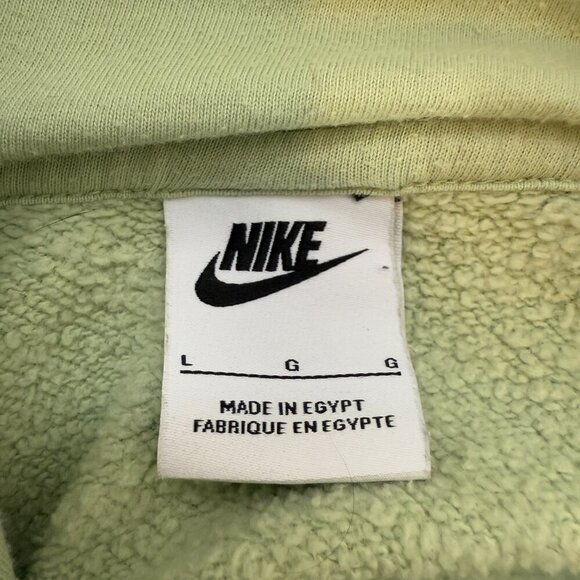 NIKE
L G G
MADE IN EGYPT
FABRIQUE EN EGYPTE